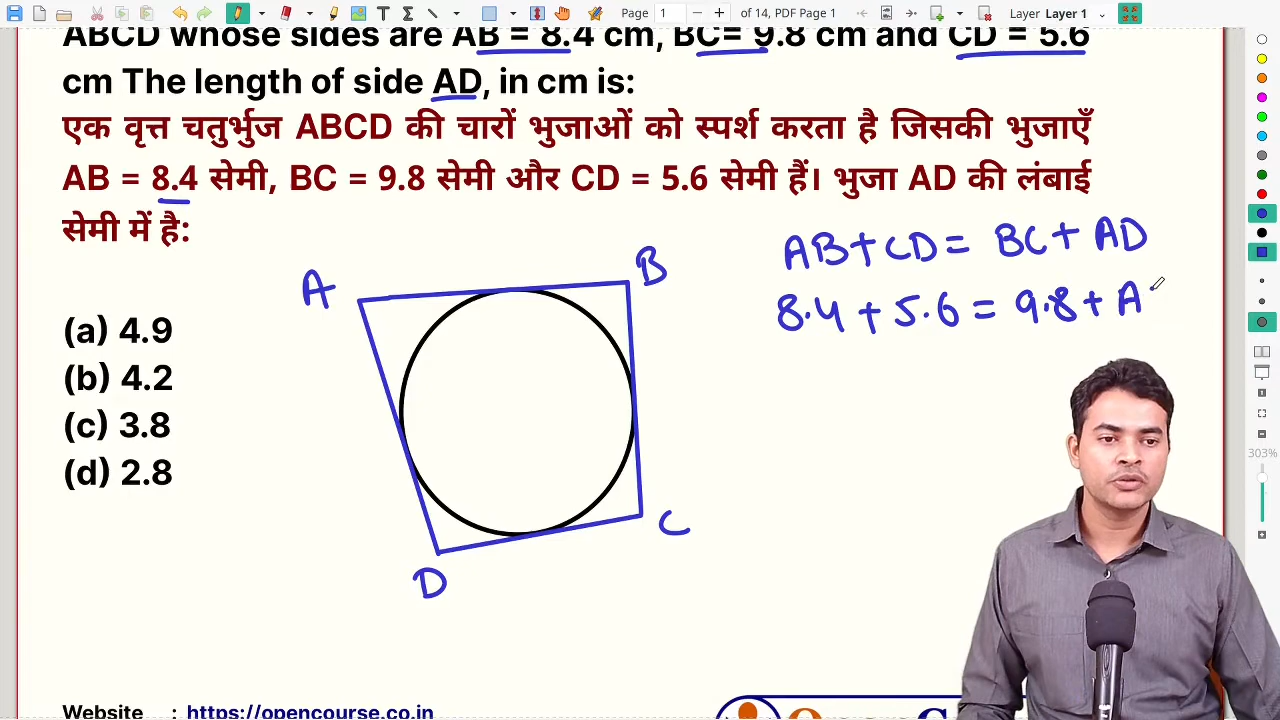 Page 1 of 14, PDF Page 1 Layer Layer 1
ABCD whose sides are AB = 8.4 cm, BC= 9.8 cm and CD = 5.6
cm The length of side AD, in cm is:
एक वृत्त चतुर्भुज ABCD की चारों भुजाओं को स्पर्श करता है जिसकी भुजाएँ
AB = 8.4 सेमी, BC = 9.8 सेमी और CD = 5.6 सेमी हैं। भुजा AD की लंबाई
सेमी में है:
AB+CD = BC+ AD
8.4 + 5.6 = 9.8 + A
A
B
C
D
(a) 4.9
(b) 4.2
(c) 3.8
(d) 2.8
303%
Website : https://opencourse.co.in